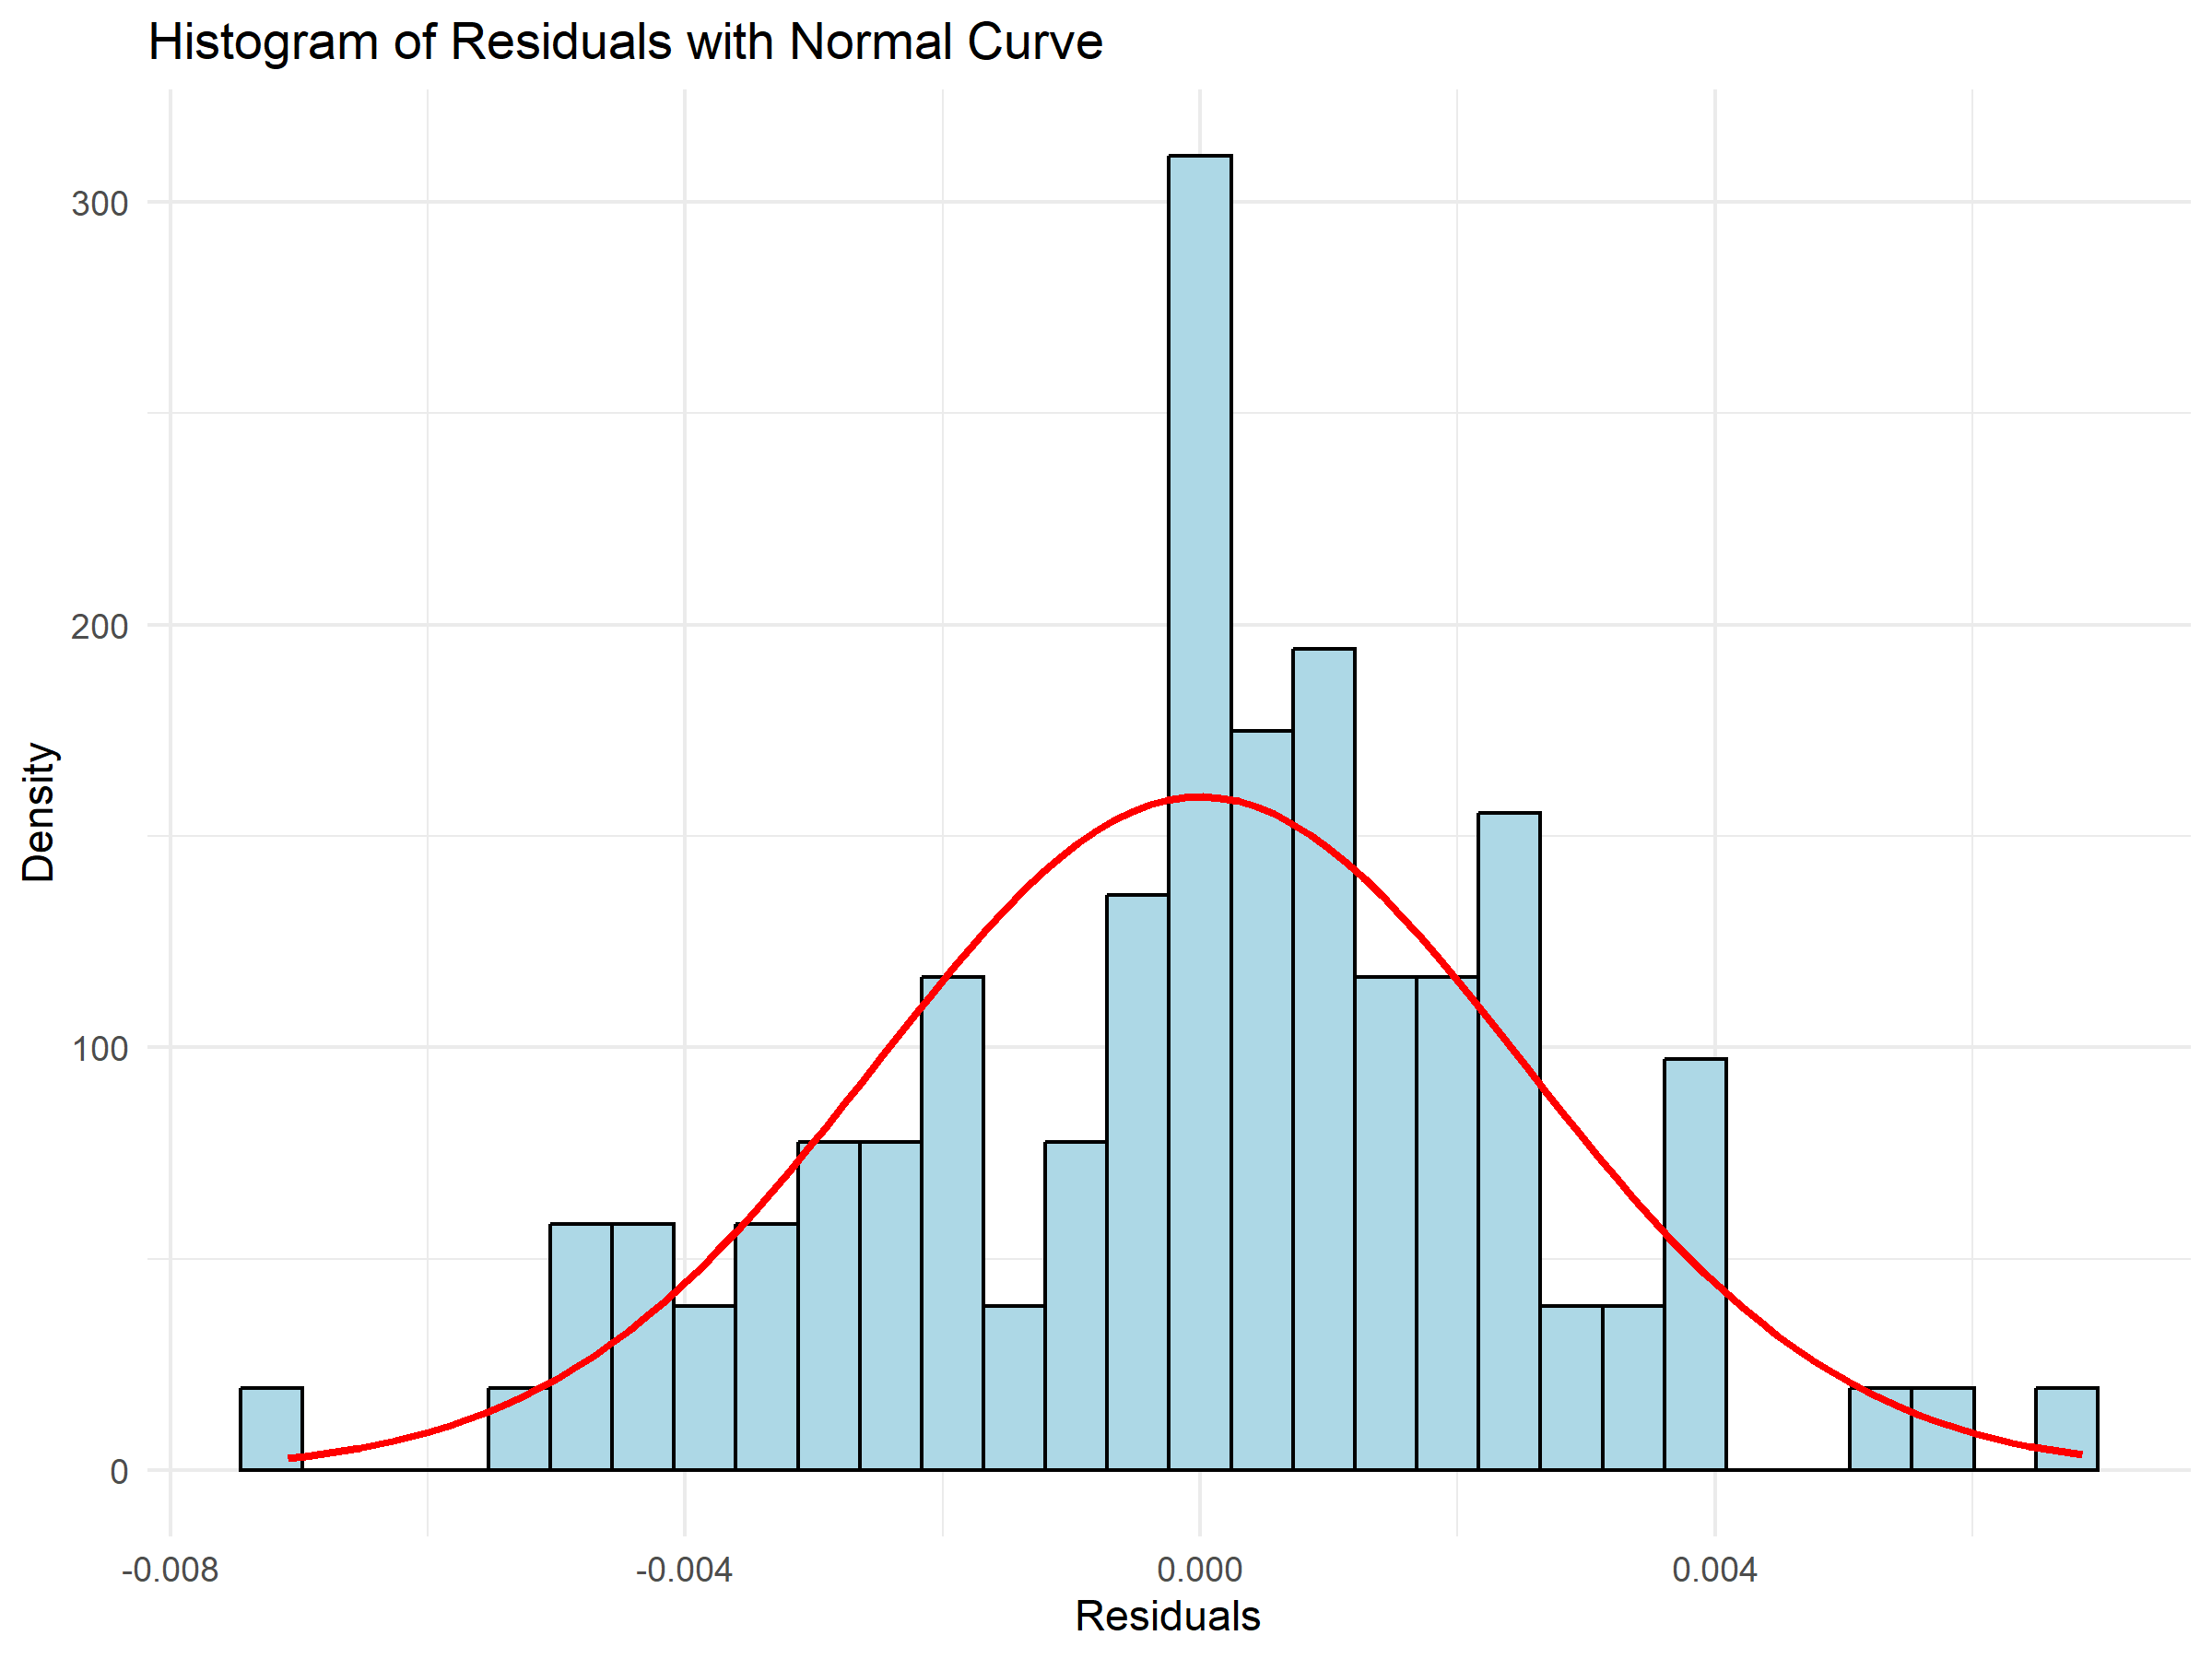 Histogram of Residuals with Normal Curve
300
200
100
0
Density
-0.008 -0.004 0.000 0.004
Residuals